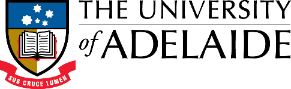 THE UNIVERSITY
of ADELAIDE
SUB CRUCE LUMEN